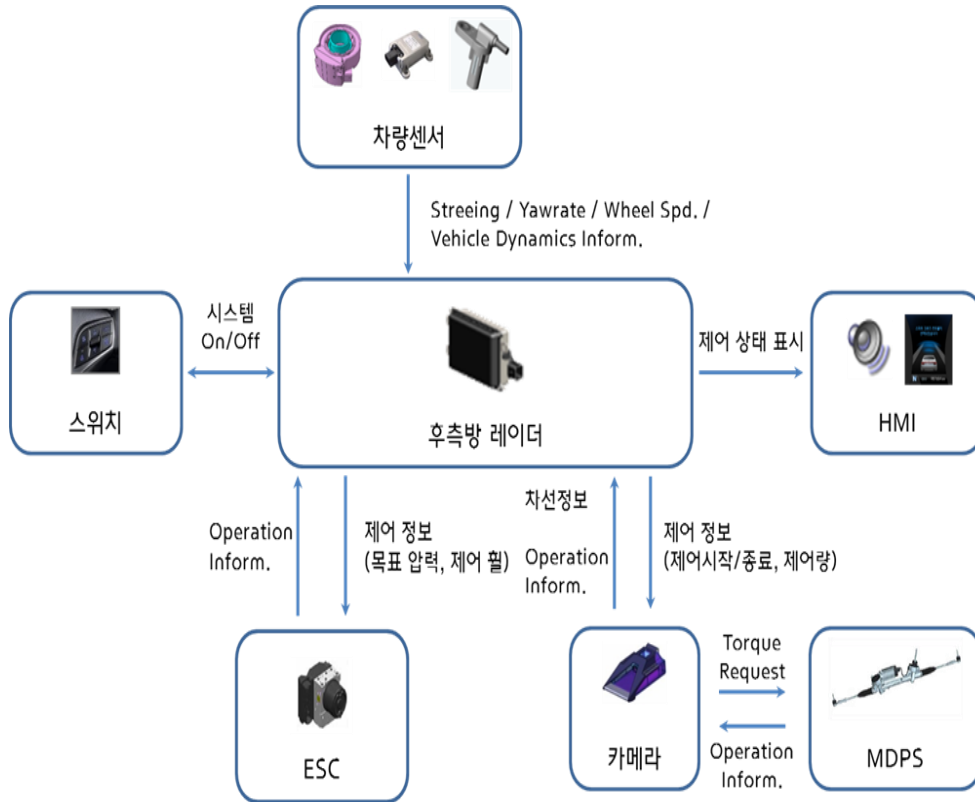 차량센서
Streeing / Yawrate / Wheel Spd. /
Vehicle Dynamics Inform.
시스템
On/Off
스위치
후측방 레이더
제어 상태 표시
HMI
Operation
Inform.
제어 정보
(목표 압력, 제어 휠)
차선정보
Operation
Inform.
제어 정보
(제어시작/종료, 제어량)
ESC
카메라
Torque
Request
Operation
Inform.
MDPS